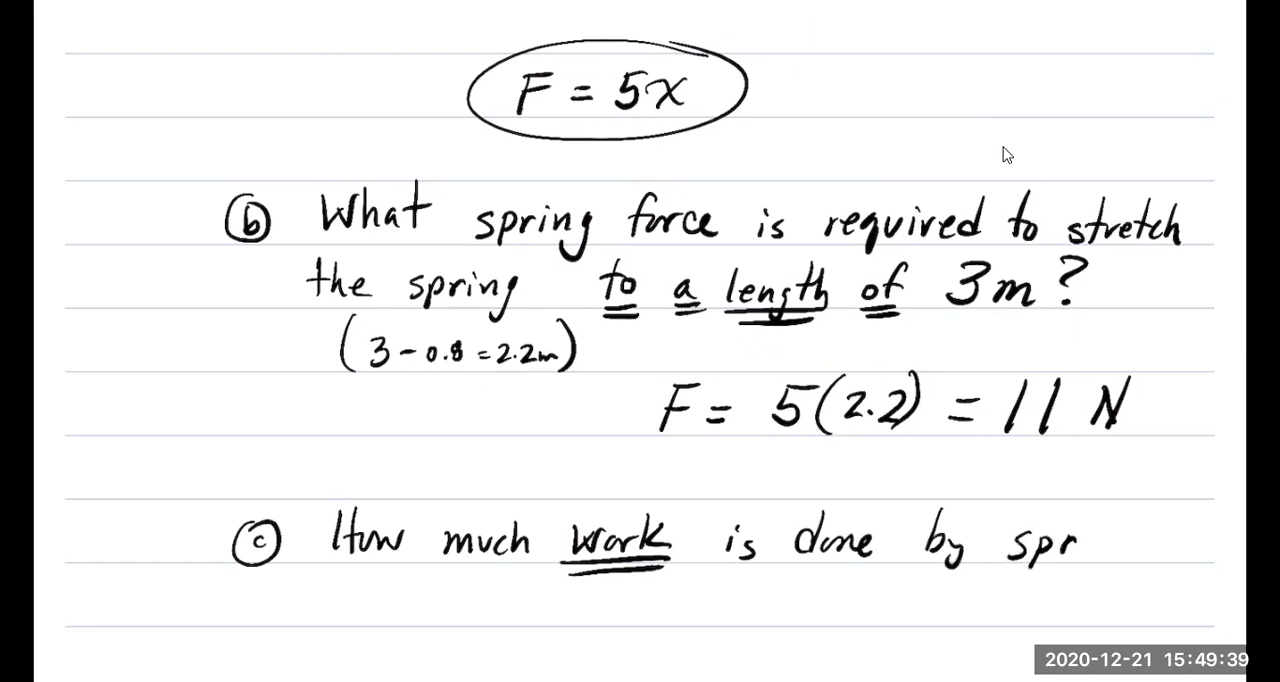 F = 5x
ⓑ What spring force is required to stretch
the spring to a length of 3m?
(3 - 0.8 = 2.2m)
F = 5(2.2) = 11 N
ⓒ How much work is done by spr
2020-12-21 15:49:39